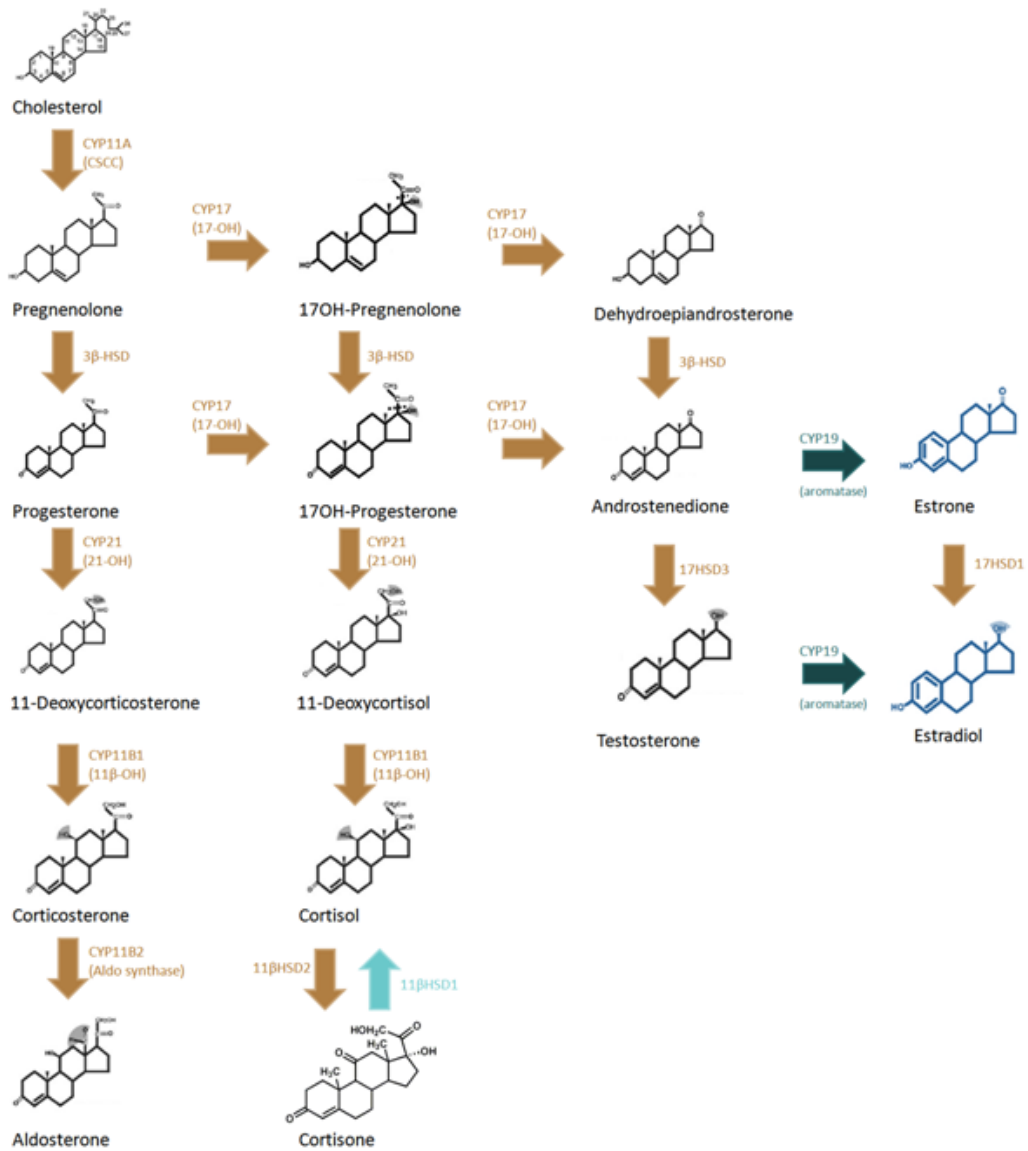 Cholesterol
CYP11A
(CSCC)
CYP17
(17-OH)
CYP17
(17-OH)
Pregnenolone
17OH-Pregnenolone
Dehydroepiandrosterone
3β-HSD
3β-HSD
3β-HSD
CYP17
(17-OH)
CYP17
(17-OH)
CYP19
(aromatase)
Progesterone
17OH-Progesterone
Androstenedione
Estrone
CYP21
(21-OH)
CYP21
(21-OH)
17HSD3
17HSD1
CYP19
(aromatase)
11-Deoxycorticosterone
11-Deoxycortisol
Testosterone
Estradiol
CYP11B1
(11β-OH)
CYP11B1
(11β-OH)
Corticosterone
Cortisol
CYP11B2
(Aldo synthase)
11βHSD2
11βHSD1
HOH₂C
O
H₃C
OH
O
H₃C
O
Aldosterone
Cortisone